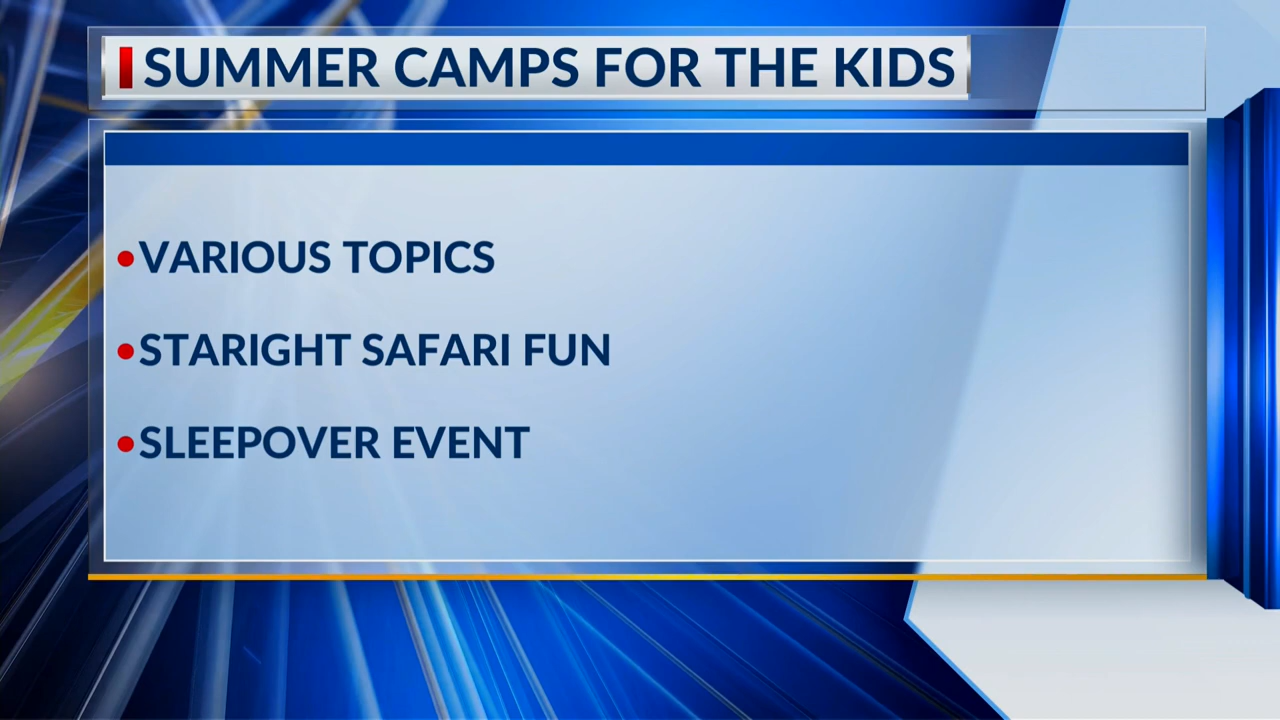 SUMMER CAMPS FOR THE KIDS
•VARIOUS TOPICS
•STARIGHT SAFARI FUN
•SLEEPOVER EVENT